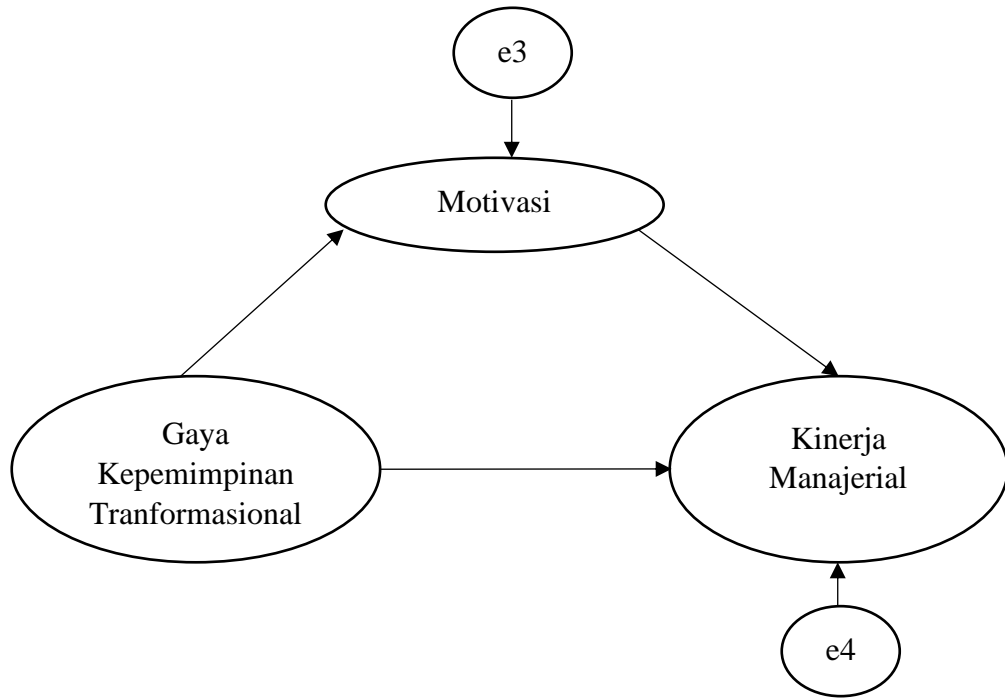 e3
Motivasi
Gaya
Kepemimpinan
Tranformasional
Kinerja
Manajerial
e4